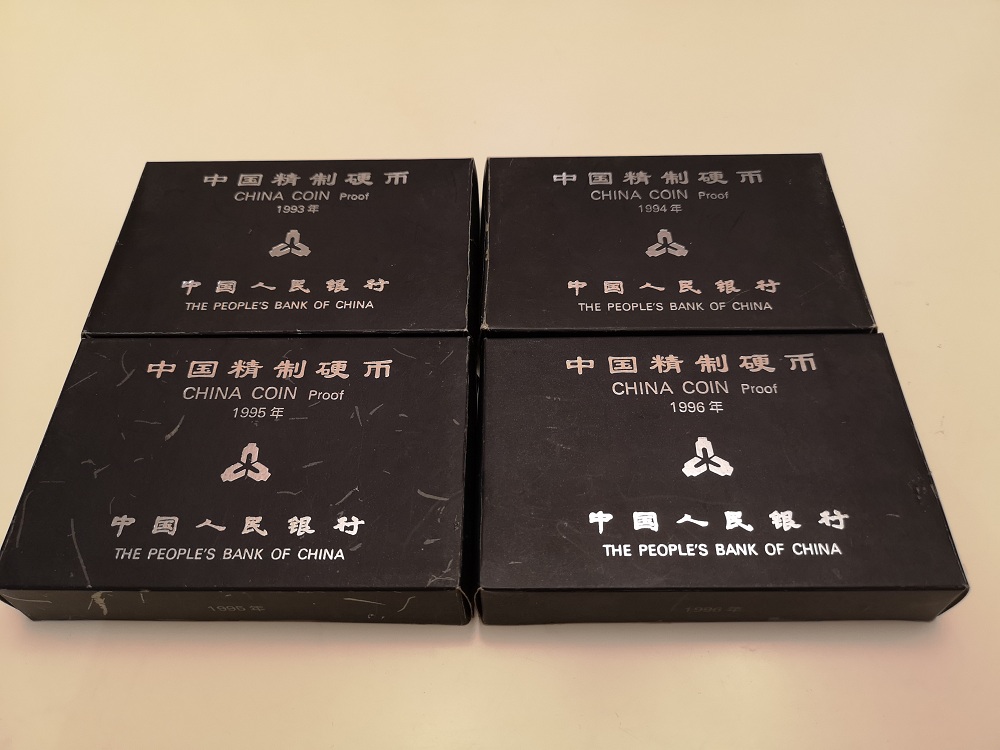 中国精制硬币
CHINA COIN Proof
1993年
中国人民银行
THE PEOPLE'S BANK OF CHINA
中国精制硬币
CHINA COIN Proof
1994年
中国人民银行
THE PEOPLE'S BANK OF CHINA
中国精制硬币
CHINA COIN Proof
1995年
中国人民银行
THE PEOPLE'S BANK OF CHINA
1995年
中国精制硬币
CHINA COIN Proof
1996年
中国人民银行
THE PEOPLE'S BANK OF CHINA
1996年